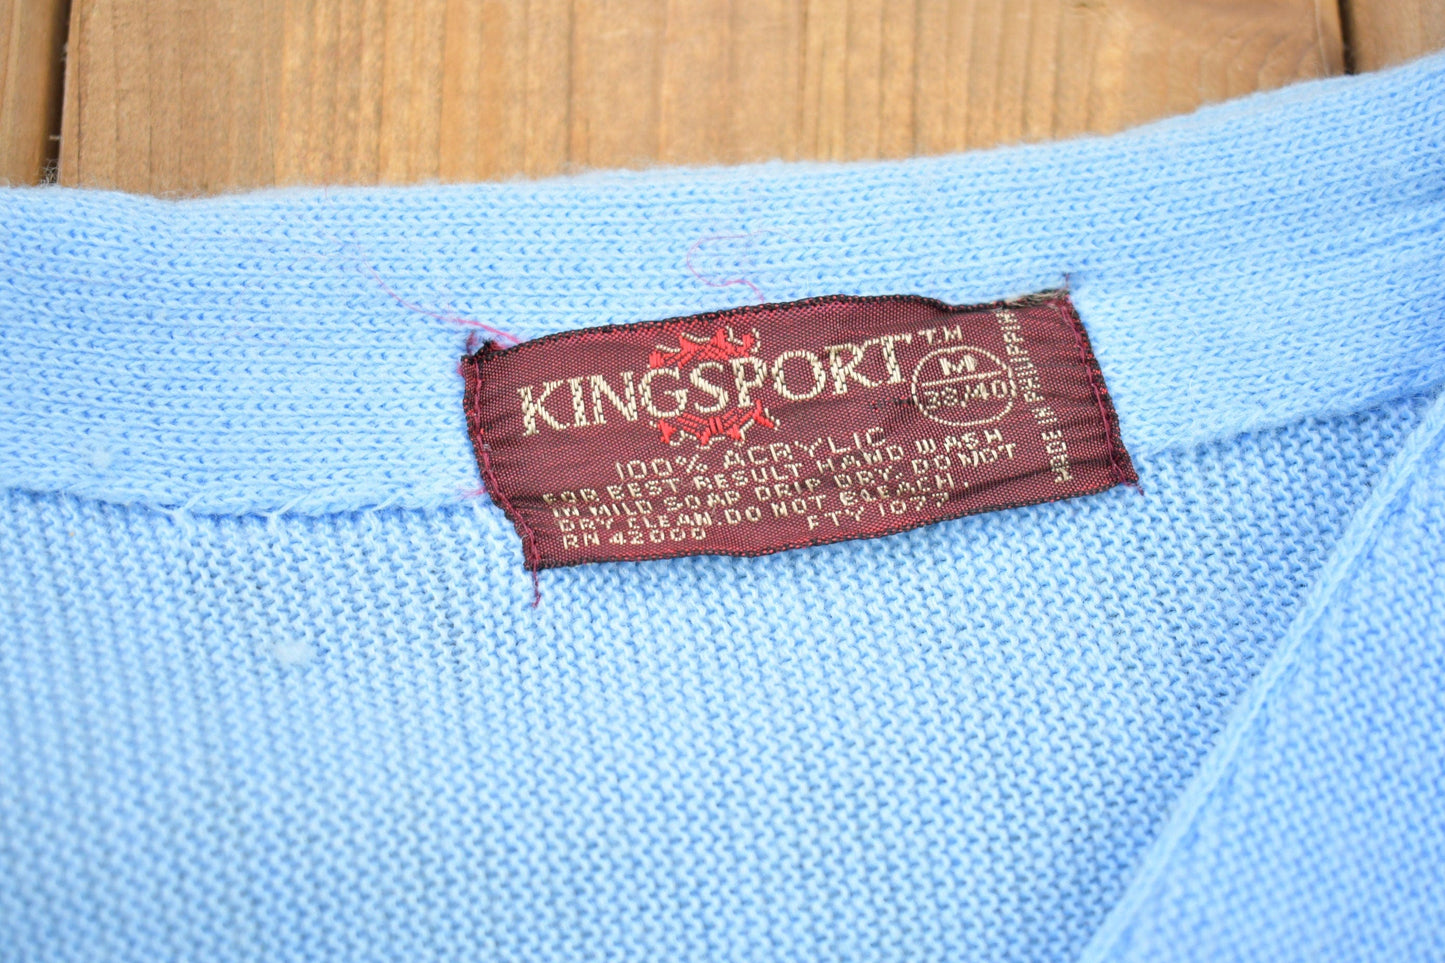 KINGSPORT™
M
38/40
100% ACRYLIC
FOR BEST RESULT HAND WASH
IN MILD SOAP DRIP DRY. DO NOT
DRY CLEAN. DO NOT BLEACH
RN 42000 FTY 1077
MADE IN PHILIPPIN